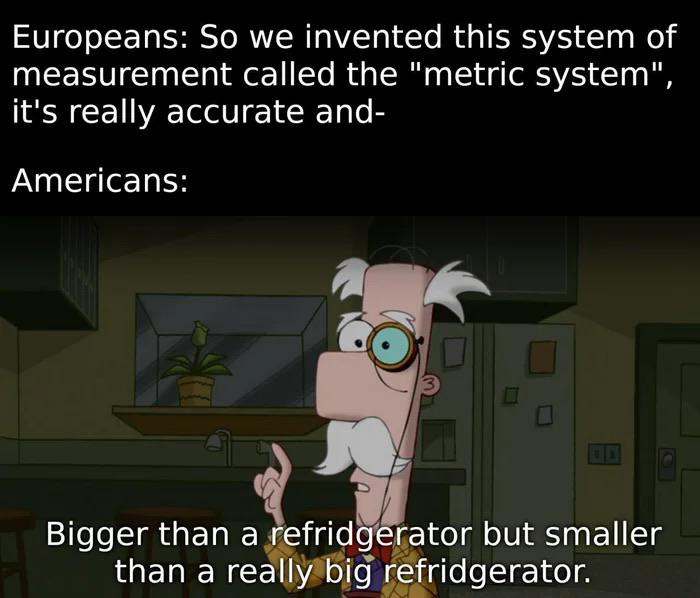 Europeans: So we invented this system of
measurement called the "metric system",
it's really accurate and-
Americans:
Bigger than a refridgerator but smaller
than a really big refridgerator.